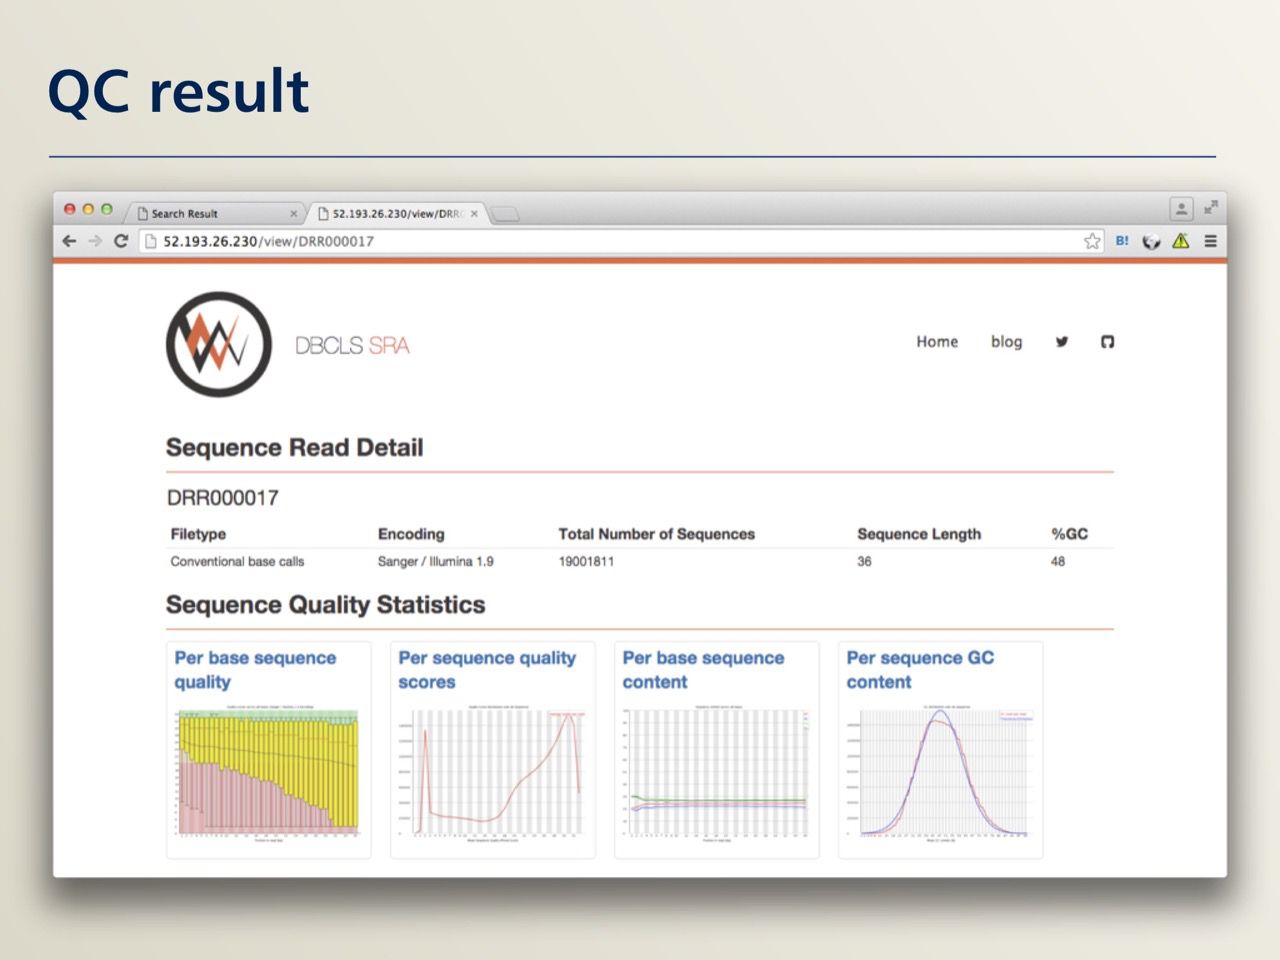 QC result
Search Result
52.193.26.230/view/DRR
52.193.26.230/view/DRR000017
B!
DBCLS SRA
Home blog
Sequence Read Detail
DRR000017
Filetype Encoding Total Number of Sequences Sequence Length %GC
Conventional base calls Sanger / Illumina 1.9 19001811 36 48
Sequence Quality Statistics
Per base sequence
quality
Per sequence quality
scores
Per base sequence
content
Per sequence GC
content